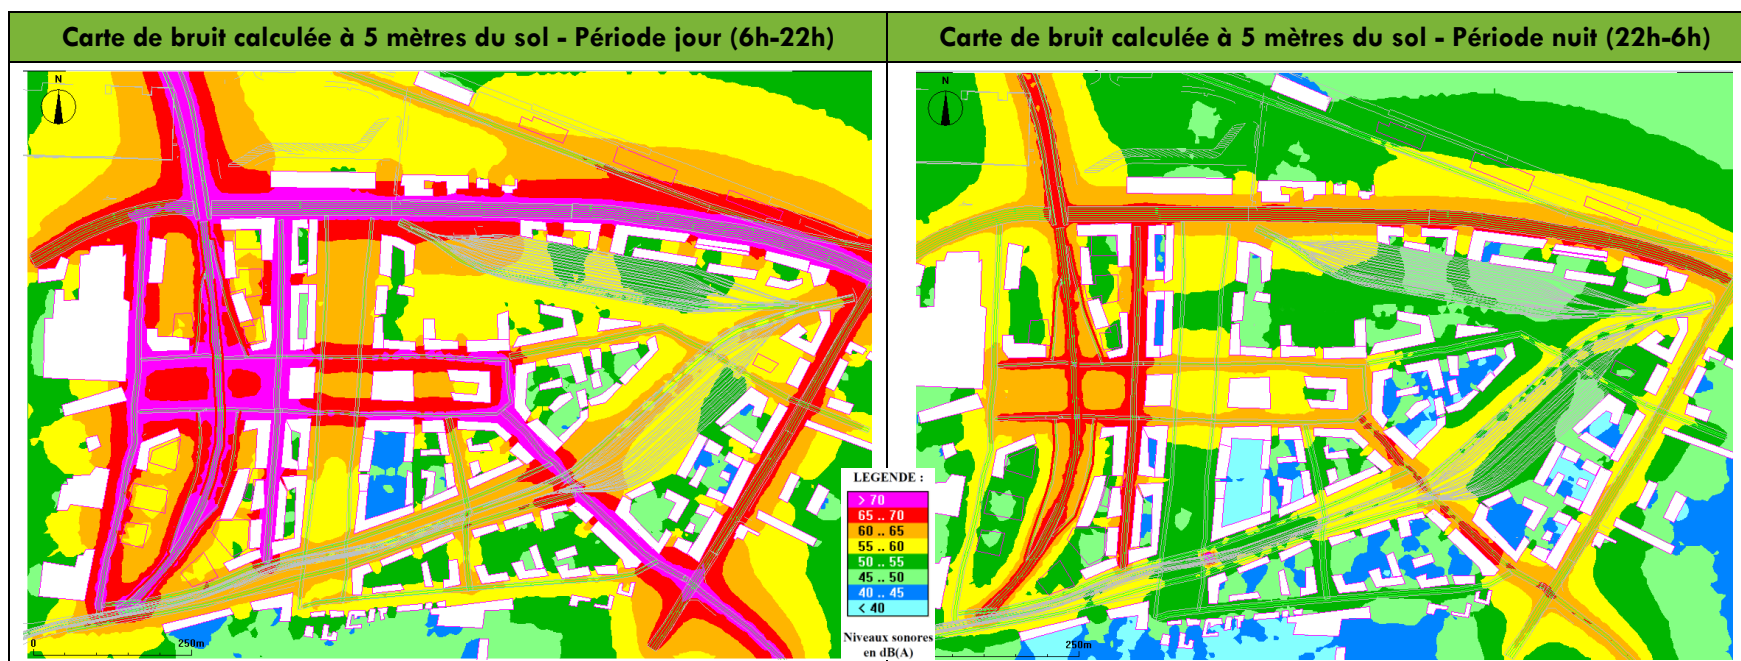 Carte de bruit calculée à 5 mètres du sol - Période jour (6h-22h)
Carte de bruit calculée à 5 mètres du sol - Période nuit (22h-6h)
N
N
LEGENDE :
> 70
65 .. 70
60 .. 65
55 .. 60
50 .. 55
45 .. 50
40 .. 45
< 40
Niveaux sonores
en dB(A)
0
250m
250m